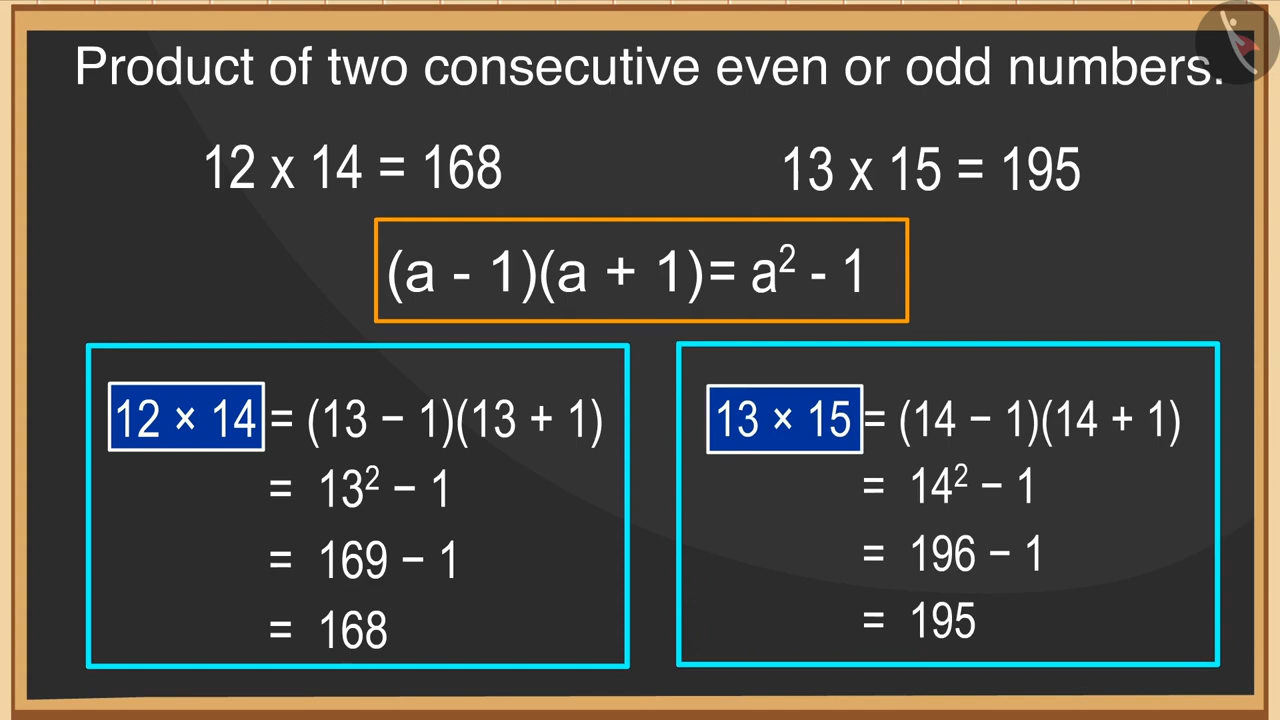 Product of two consecutive even or odd numbers.
12 x 14 = 168
13 x 15 = 195
(a - 1)(a + 1)= a² - 1
12 × 14 = (13 − 1)(13 + 1)
= 13² − 1
= 169 − 1
= 168
13 × 15 = (14 − 1)(14 + 1)
= 14² − 1
= 196 − 1
= 195